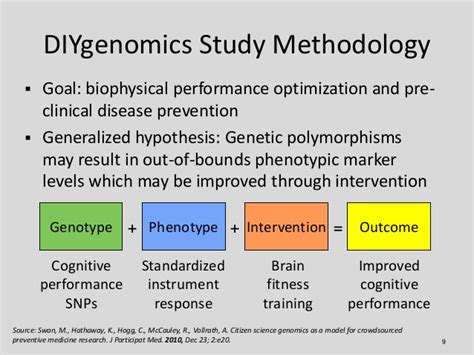 DIYgenomics Study Methodology
▪ Goal: biophysical performance optimization and pre-
clinical disease prevention
▪ Generalized hypothesis: Genetic polymorphisms
may result in out-of-bounds phenotypic marker
levels which may be improved through intervention
Genotype + Phenotype + Intervention = Outcome
Cognitive performance SNPs
Standardized instrument response
Brain fitness training
Improved cognitive performance
Source: Swan, M., Hathaway, K., Hogg, C., McCauley, R., Vollrath, A. Citizen science genomics as a model for crowdsourced
preventive medicine research. J Participat Med. 2010, Dec 23; 2:e20.
9